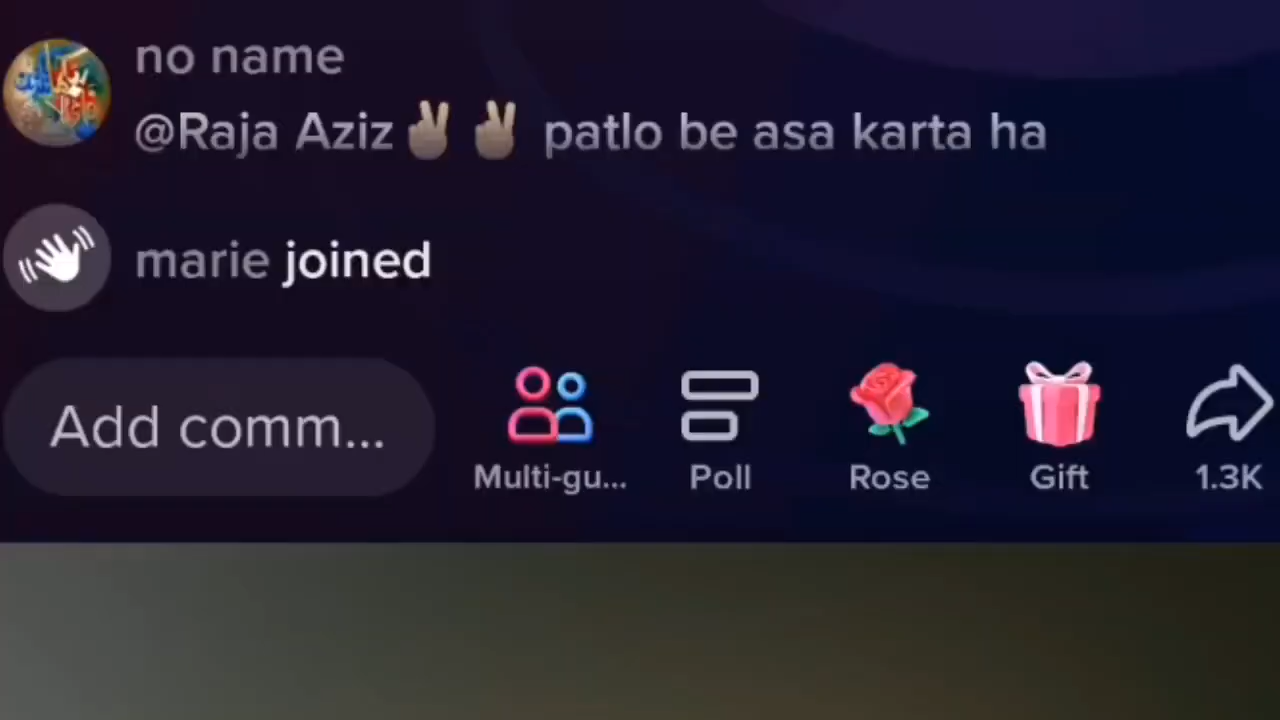 no name
@Raja Aziz✌🏼✌🏼 patlo be asa karta ha
marie joined
Add comm...
Multi-gu... Poll Rose Gift 1.3K